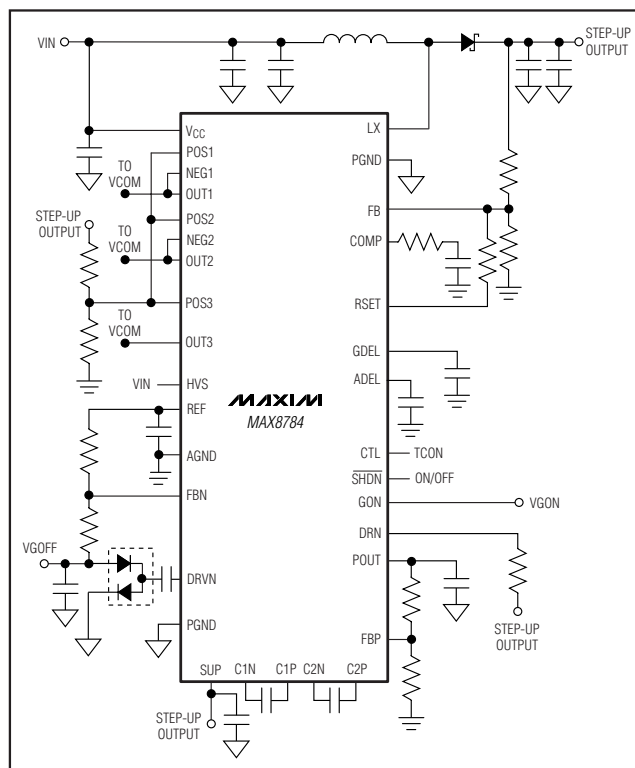 VIN
STEP-UP
OUTPUT
VCC
POS1
NEG1
OUT1
POS2
NEG2
OUT2
POS3
OUT3
HVS
REF
AGND
FBN
DRVN
PGND
TO
VCOM
STEP-UP
OUTPUT
TO
VCOM
TO
VCOM
VIN
VGOFF
MAXIM
MAX8784
LX
PGND
FB
COMP
RSET
GDEL
ADEL
CTL
TCON
SHDN
ON/OFF
GON
VGON
DRN
POUT
FBP
STEP-UP
OUTPUT
SUP
C1N
C1P
C2N
C2P
STEP-UP
OUTPUT